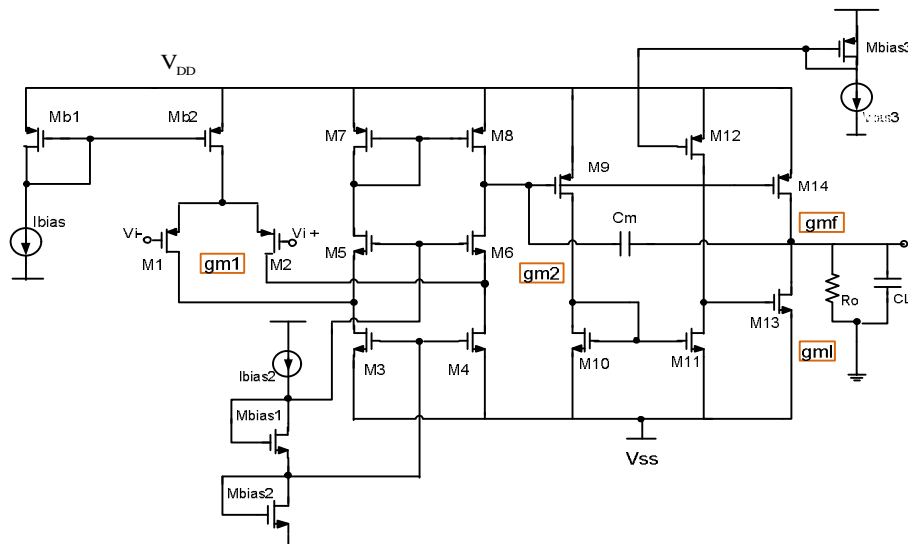 Mbias3
VDD
Mb1
Mb2
M7
M8
M12
M9
M14
Ibias
Vi-
Vi+
M1
gm1
M2
M5
M6
gm2
Cm
gmf
Ro
CL
M13
M3
M4
M10
M11
gml
Ibias2
Mbias1
Vss
Mbias2